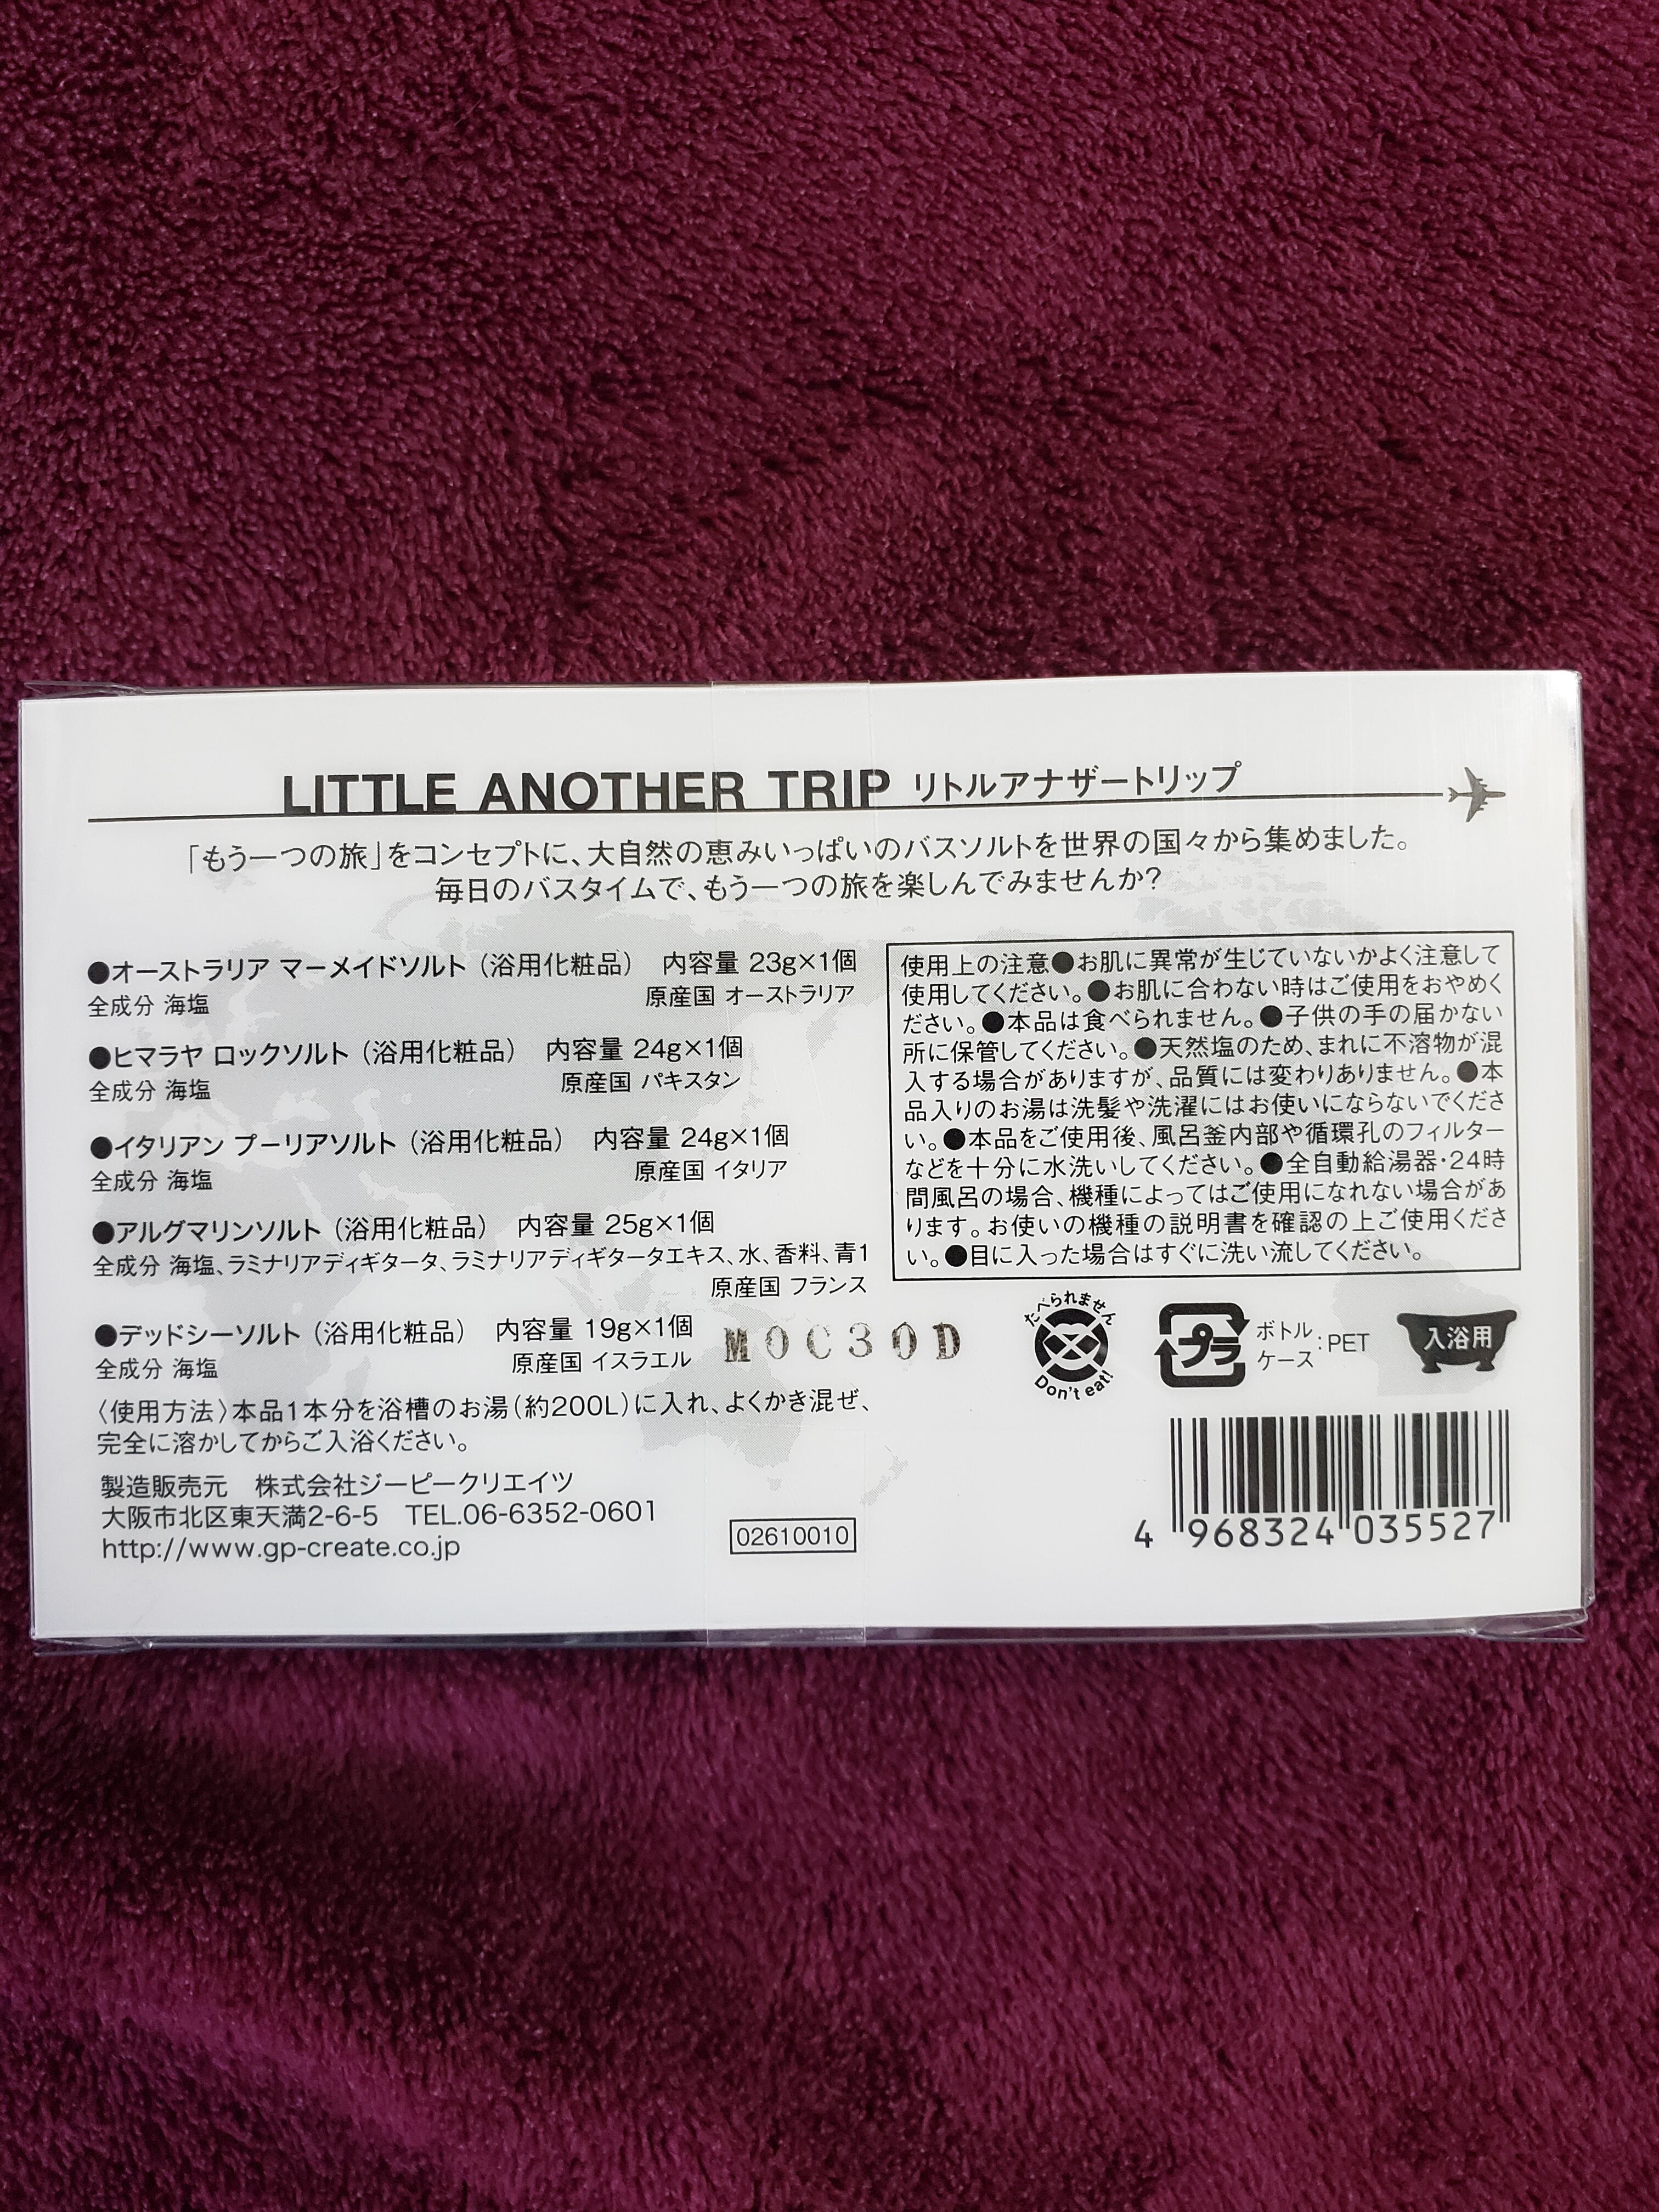 LITTLE ANOTHER TRIP リトルアナザートリップ
「もう一つの旅」をコンセプトに、大自然の恵みいっぱいのバスソルトを世界の国々から集めました。
毎日のバスタイムで、もう一つの旅を楽しんでみませんか?
●オーストラリア マーメイドソルト（浴用化粧品） 内容量 23g×1個
全成分 海塩 原産国 オーストラリア
●ヒマラヤ ロックソルト（浴用化粧品） 内容量 24g×1個
全成分 海塩 原産国 パキスタン
●イタリアン プーリアソルト（浴用化粧品） 内容量 24g×1個
全成分 海塩 原産国 イタリア
●アルグマリンソルト（浴用化粧品） 内容量 25g×1個
全成分 海塩、ラミナリアディギタータ、ラミナリアディギタータエキス、水、香料、青1
原産国 フランス
●デッドシーソルト（浴用化粧品） 内容量 19g×1個
全成分 海塩 原産国 イスラエル
M0C30D
〈使用方法〉本品1本分を浴槽のお湯（約200L）に入れ、よくかき混ぜ、
完全に溶かしてからご入浴ください。
製造販売元 株式会社ジーピークリエイツ
大阪市北区東天満2-6-5 TEL.06-6352-0601
http://www.gp-create.co.jp
02610010
使用上の注意●お肌に異常が生じていないかよく注意して
使用してください。●お肌に合わない時はご使用をおやめく
ださい。●本品は食べられません。●子供の手の届かない
所に保管してください。●天然塩のため、まれに不溶物が混
入する場合がありますが、品質には変わりありません。●本
品入りのお湯は洗髪や洗濯にはお使いにならないでくださ
い。●本品をご使用後、風呂釜内部や循環孔のフィルター
などを十分に水洗いしてください。●全自動給湯器・24時
間風呂の場合、機種によってはご使用になれない場合があ
ります。お使いの機種の説明書を確認の上ご使用くださ
い。●目に入った場合はすぐに洗い流してください。
たべられません
Don't eat!
プラ
ボトル
ケース
:PET
入浴用
4 968324 035527